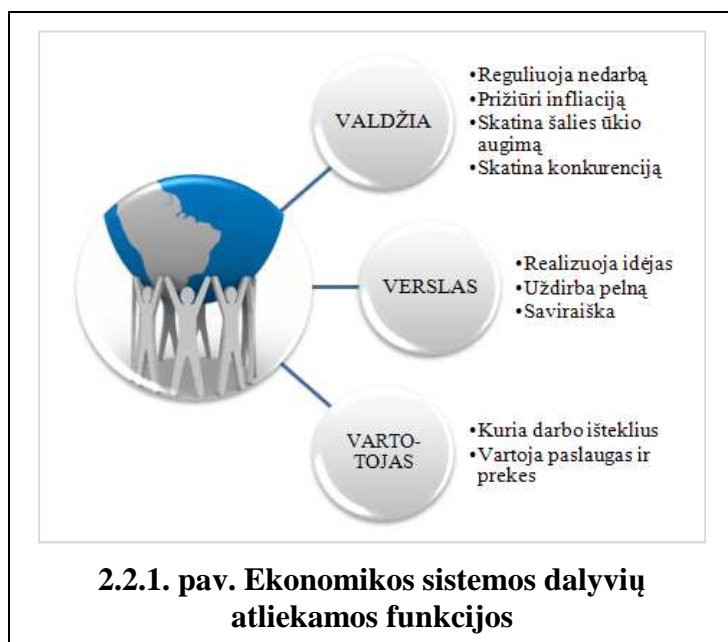 VALDŽIA
•Reguliuoja nedarbą
•Prižiūri infliaciją
•Skatina šalies ūkio
augimą
•Skatina konkurenciją
VERSLAS
•Realizuoja idėjas
•Uždirba pelną
•Saviraiška
VARTO-
TOJAS
•Kuria darbo išteklius
•Vartoja paslaugas ir
prekes
2.2.1. pav. Ekonomikos sistemos dalyvių
atliekamos funkcijos